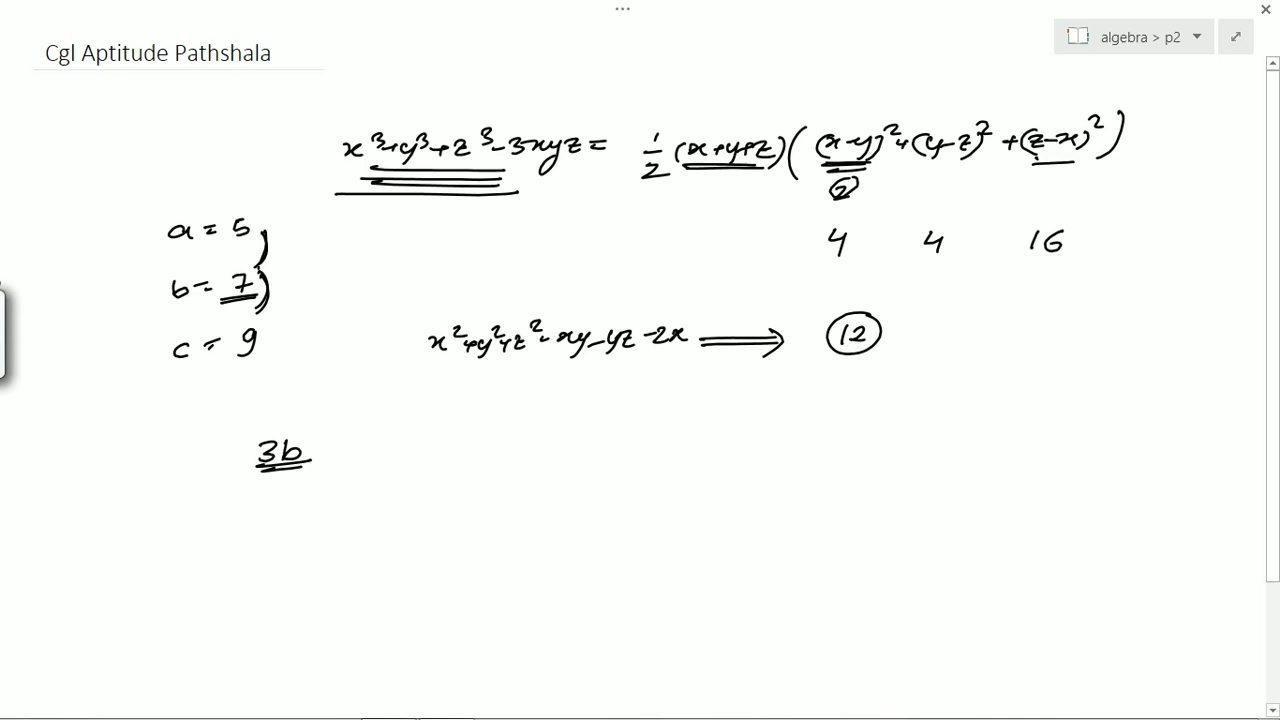 ...
Cgl Aptitude Pathshala
algebra > p2
x³+y³+z³-3xyz = 1/2 (x+y+z)((x-y)²+(y-z)²+(z-x)²)
2
a = 5
4 4 16
b = 7
x²+y²+z²-xy-yz-zx ⟹ 12
c = 9
3b